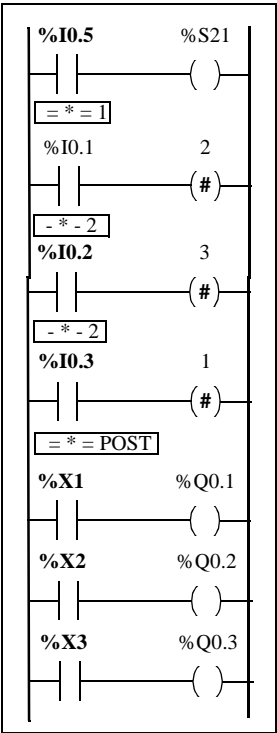 %I0.5 %S21
= * = 1
%I0.1 2
#
- * - 2
%I0.2 3
#
- * - 2
%I0.3 1
#
= * = POST
%X1 %Q0.1
%X2 %Q0.2
%X3 %Q0.3